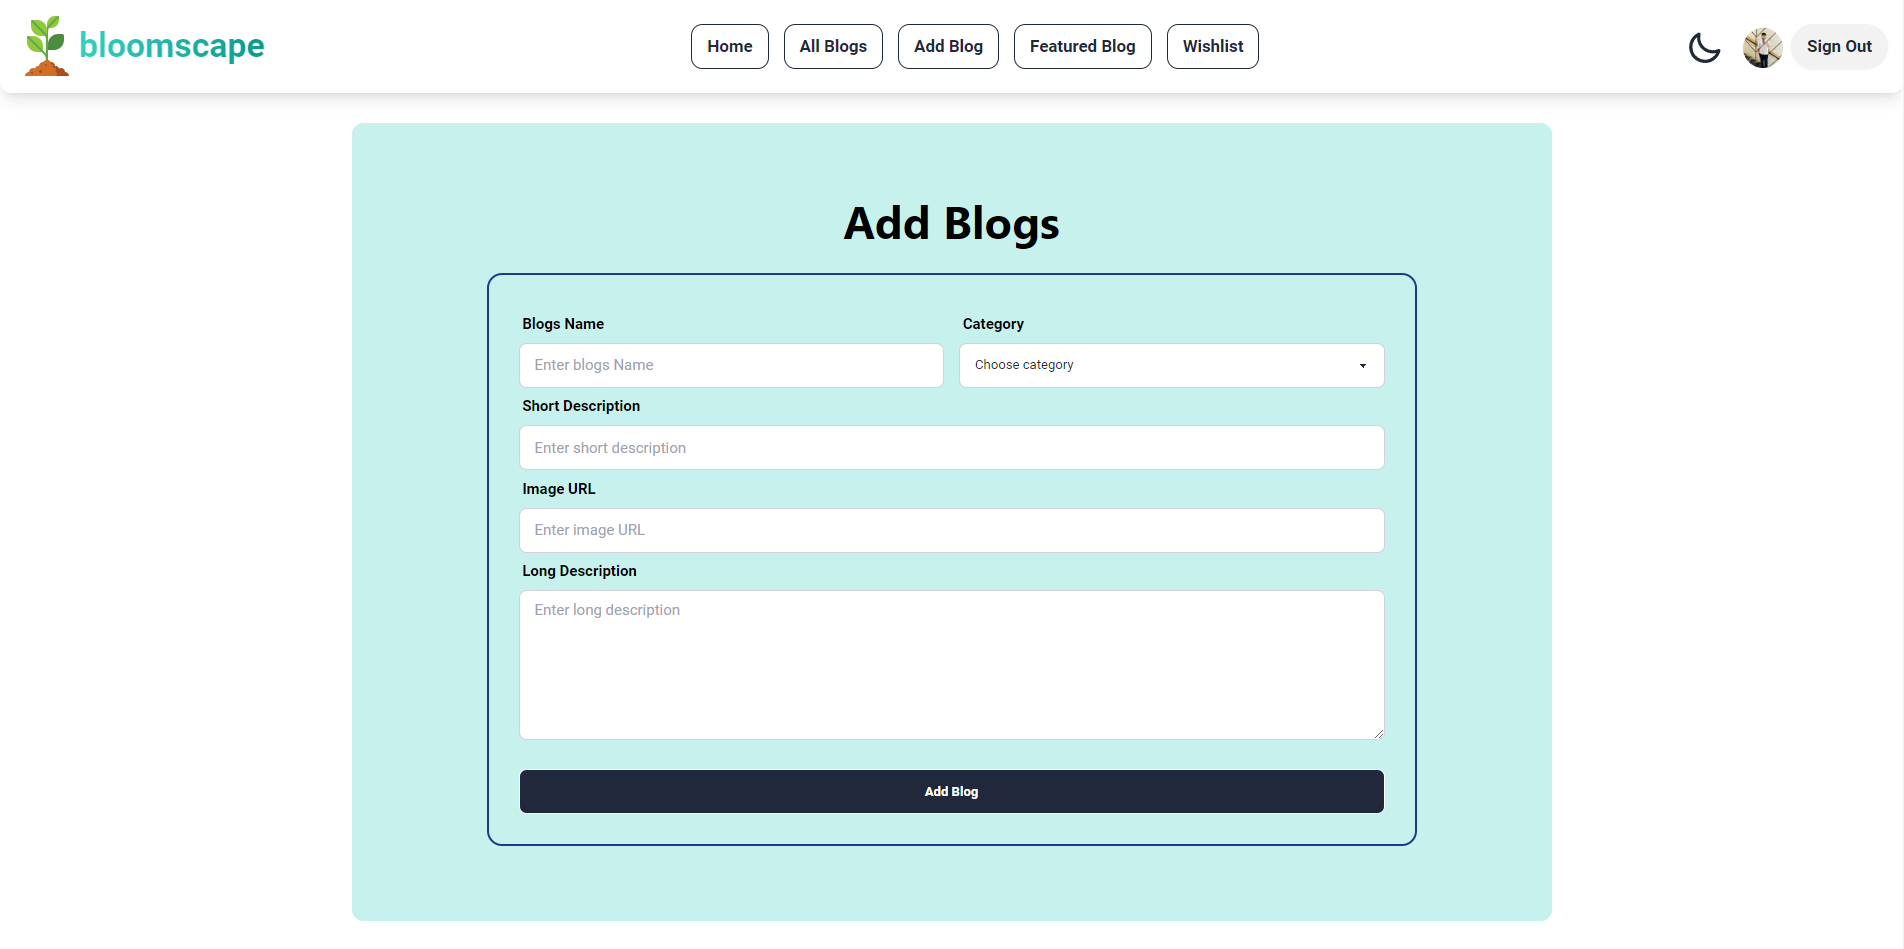 bloomscape
Home
All Blogs
Add Blog
Featured Blog
Wishlist
Sign Out
Add Blogs
Blogs Name
Category
Enter blogs Name
Choose category
Short Description
Enter short description
Image URL
Enter image URL
Long Description
Enter long description
Add Blog